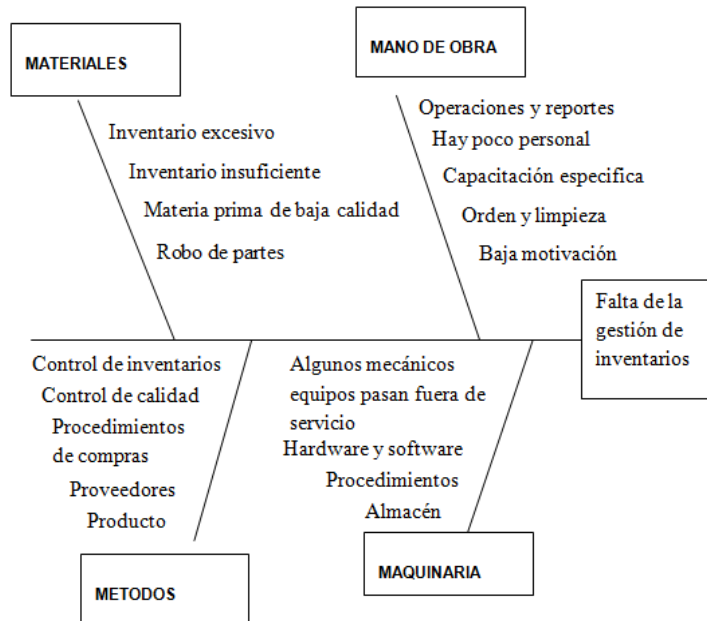 MATERIALES
MANO DE OBRA
Inventario excesivo
Inventario insuficiente
Materia prima de baja calidad
Robo de partes
Operaciones y reportes
Hay poco personal
Capacitación especifica
Orden y limpieza
Baja motivación
Falta de la
gestión de
inventarios
Control de inventarios
Control de calidad
Procedimientos
de compras
Proveedores
Producto
Algunos mecánicos
equipos pasan fuera de
servicio
Hardware y software
Procedimientos
Almacén
METODOS
MAQUINARIA